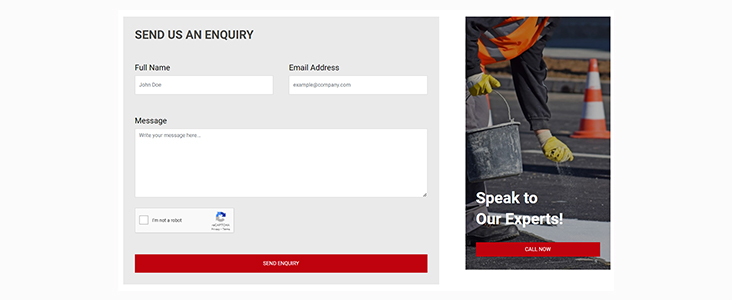 SEND US AN ENQUIRY
Full Name
Email Address
John Doe
example@company.com
Message
Write your message here ..
I'm not a robot
reCAPTCHA
Privacy - Terms
SEND ENQUIRY
Speak to
Our Experts!
CALL NOW